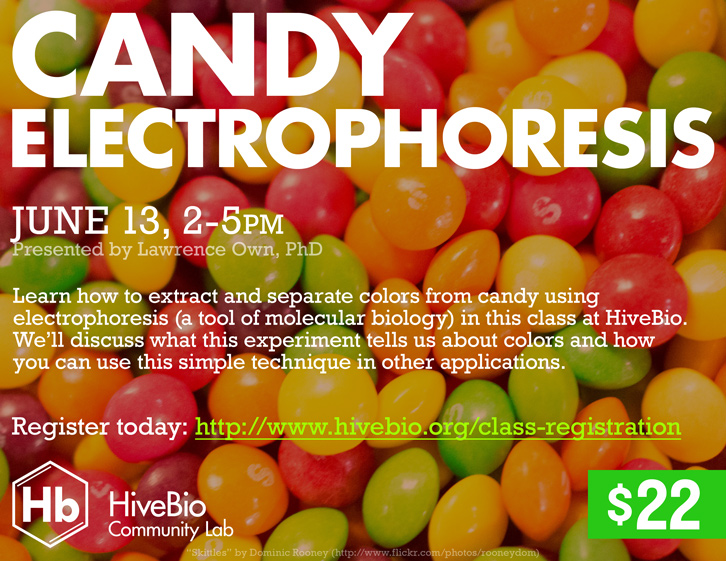 CANDY
ELECTROPHORESIS
JUNE 13, 2-5PM
Presented by Lawrence Own, PhD
Learn how to extract and separate colors from candy using
electrophoresis (a tool of molecular biology) in this class at HiveBio.
We'll discuss what this experiment tells us about colors and how
you can use this simple technique in other applications.
Register today: http://www.hivebio.org/class-registration
Hb
HiveBio
Community Lab
$22
"Skittles" by Dominic Rooney (http://www.flickr.com/photos/rooneydom)